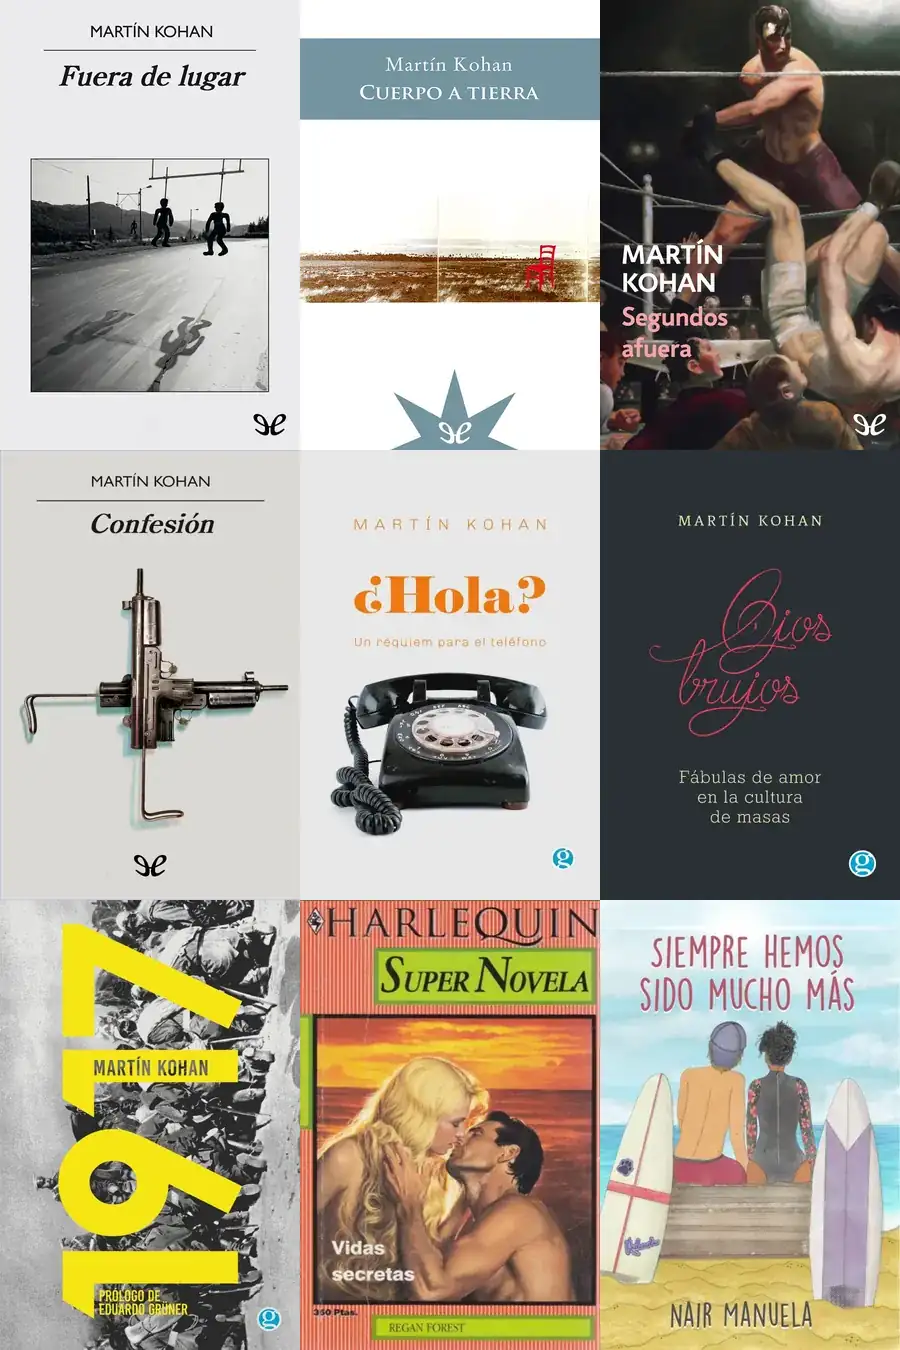 MARTÍN KOHAN
Fuera de lugar
Martín Kohan
CUERPO A TIERRA
MARTÍN
KOHAN
Segundos
afuera
MARTÍN KOHAN
Confesión
MARTÍN KOHAN
¿Hola?
Un réquiem para el teléfono
MARTÍN KOHAN
Ojos
brujos
Fábulas de amor
en la cultura
de masas
1917
MARTÍN KOHAN
PRÓLOGO DE
EDUARDO GRÜNER
HARLEQUIN
SUPER NOVELA
Vidas
secretas
350 Ptas.
REGAN FOREST
SIEMPRE HEMOS
SIDO MUCHO MÁS
NAIR MANUELA